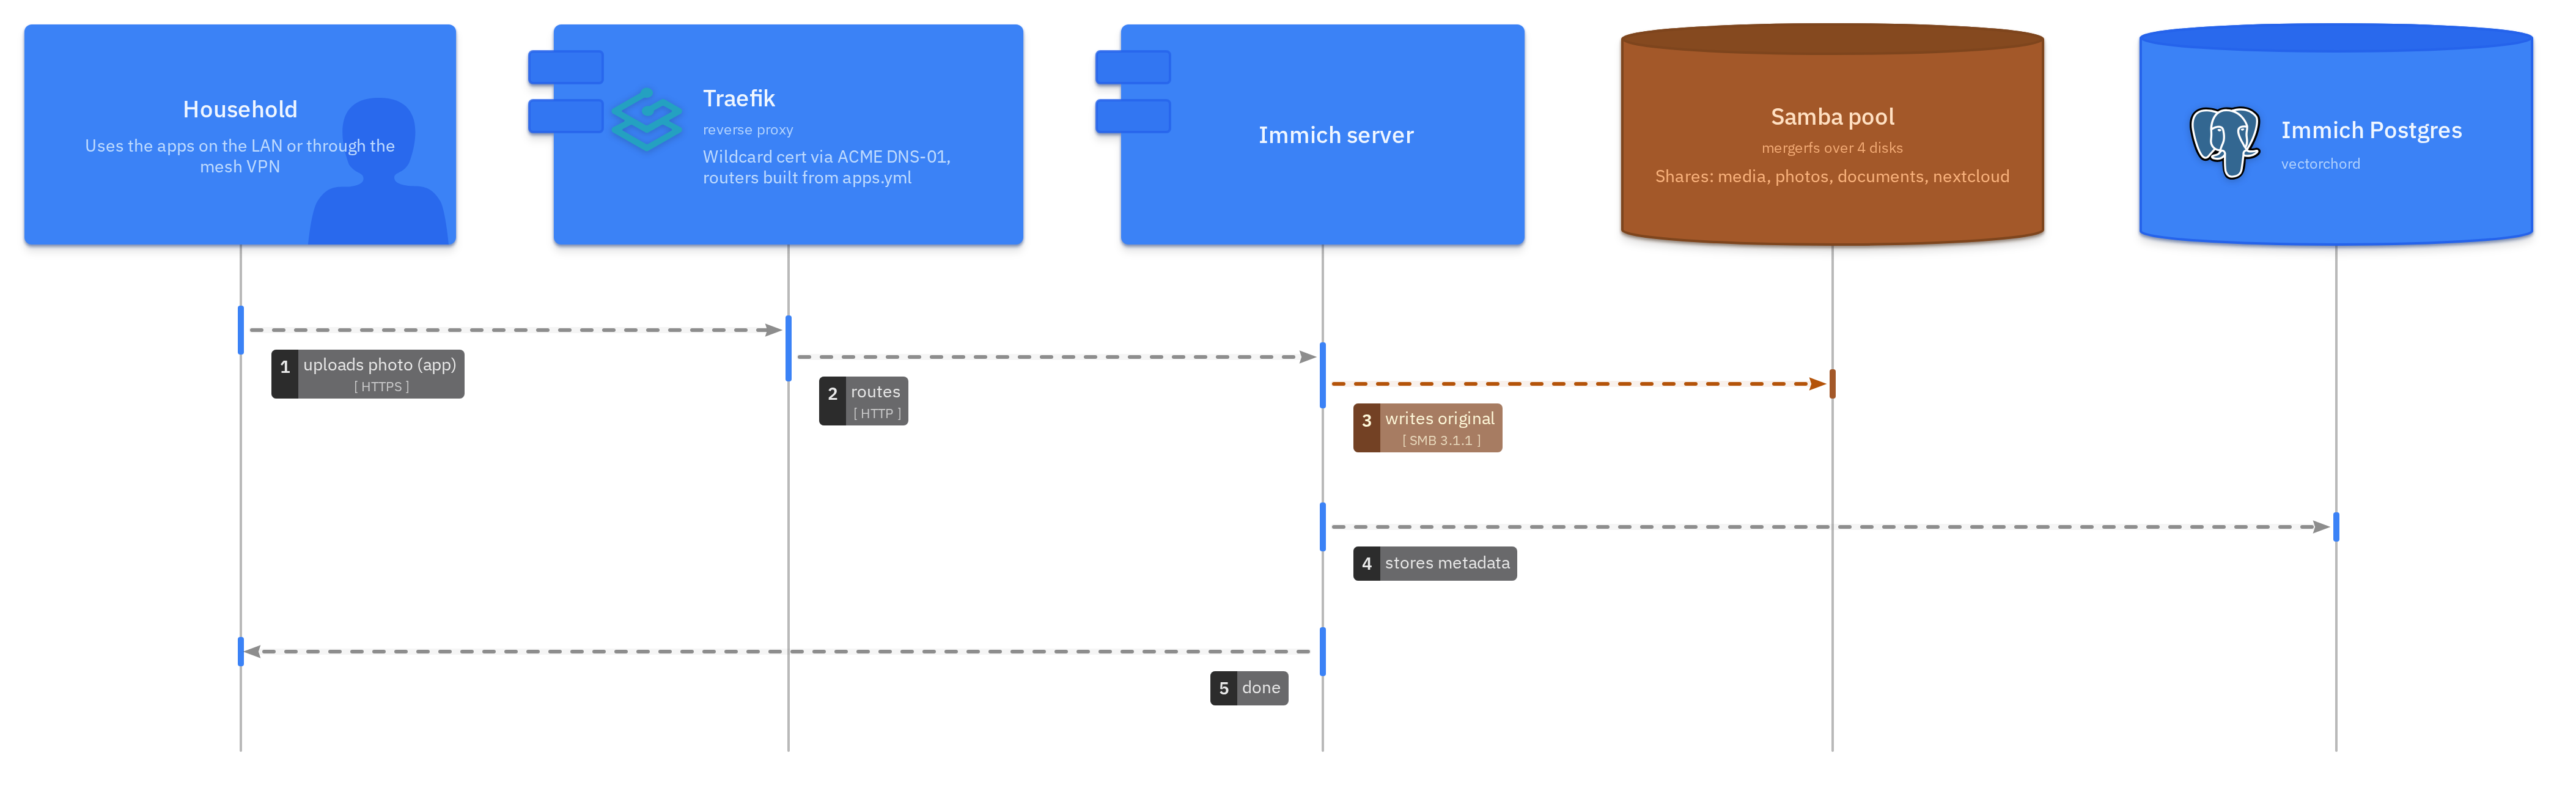 Household
Uses the apps on the LAN or through the
mesh VPN
Traefik
reverse proxy
Wildcard cert via ACME DNS-01,
routers built from apps.yml
Immich server
Samba pool
mergerfs over 4 disks
Shares: media, photos, documents, nextcloud
Immich Postgres
vectorchord
1 uploads photo (app)
[ HTTPS ]
2 routes
[ HTTP ]
3 writes original
[ SMB 3.1.1 ]
4 stores metadata
5 done